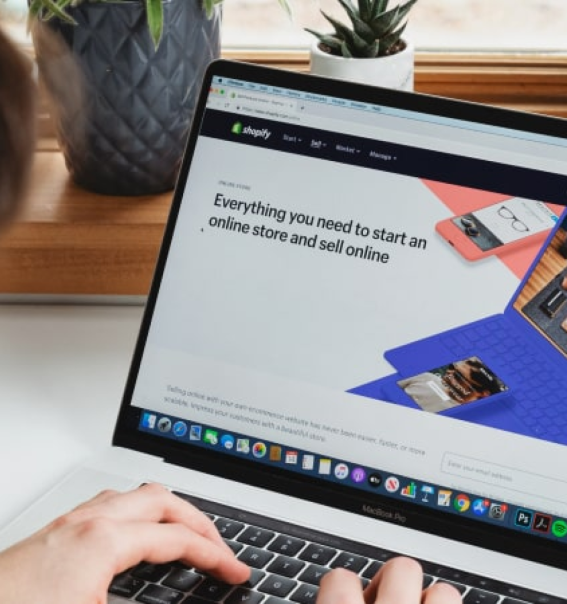 shopify Start Sell Market Manage
ONLINE STORE
Everything you need to start an
online store and sell online
Selling online with your own ecommerce website has never been easier, faster, or more
scalable. Impress your customers with a beautiful store.
Enter your email address
Ps
MacBook Pro